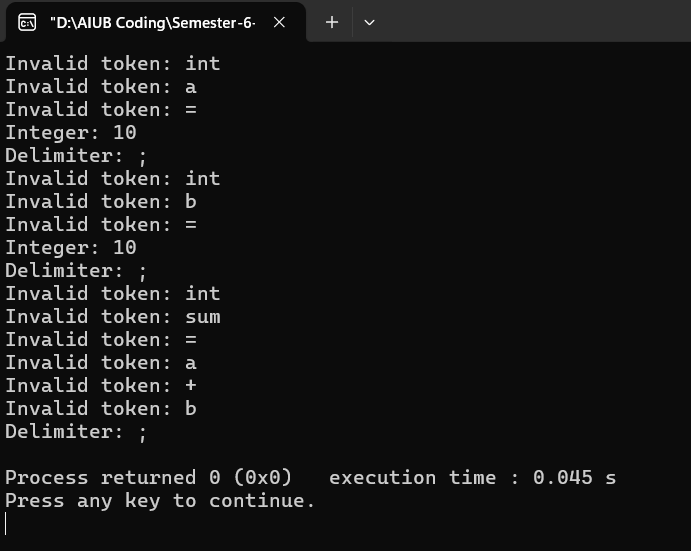 "D:\AIUB Coding\Semester-6-
Invalid token: int
Invalid token: a
Invalid token: =
Integer: 10
Delimiter: ;
Invalid token: int
Invalid token: b
Invalid token: =
Integer: 10
Delimiter: ;
Invalid token: int
Invalid token: sum
Invalid token: =
Invalid token: a
Invalid token: +
Invalid token: b
Delimiter: ;
Process returned 0 (0x0)   execution time : 0.045 s
Press any key to continue.